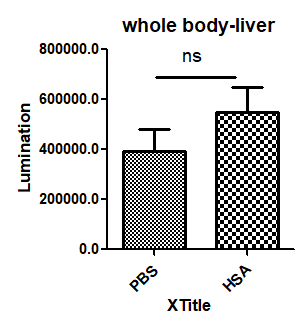 whole body-liver
ns
800000.0
600000.0
400000.0
200000.0
0.0
Lumination
PBS
HSA
XTitle